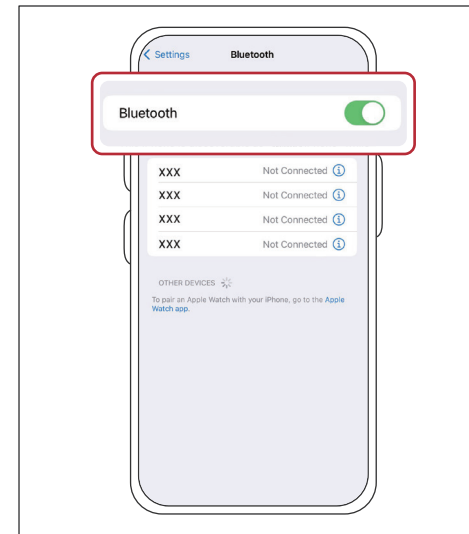 Settings Bluetooth
Bluetooth
XXX Not Connected
XXX Not Connected
XXX Not Connected
XXX Not Connected
OTHER DEVICES
To pair an Apple Watch with your iPhone, go to the Apple
Watch app.